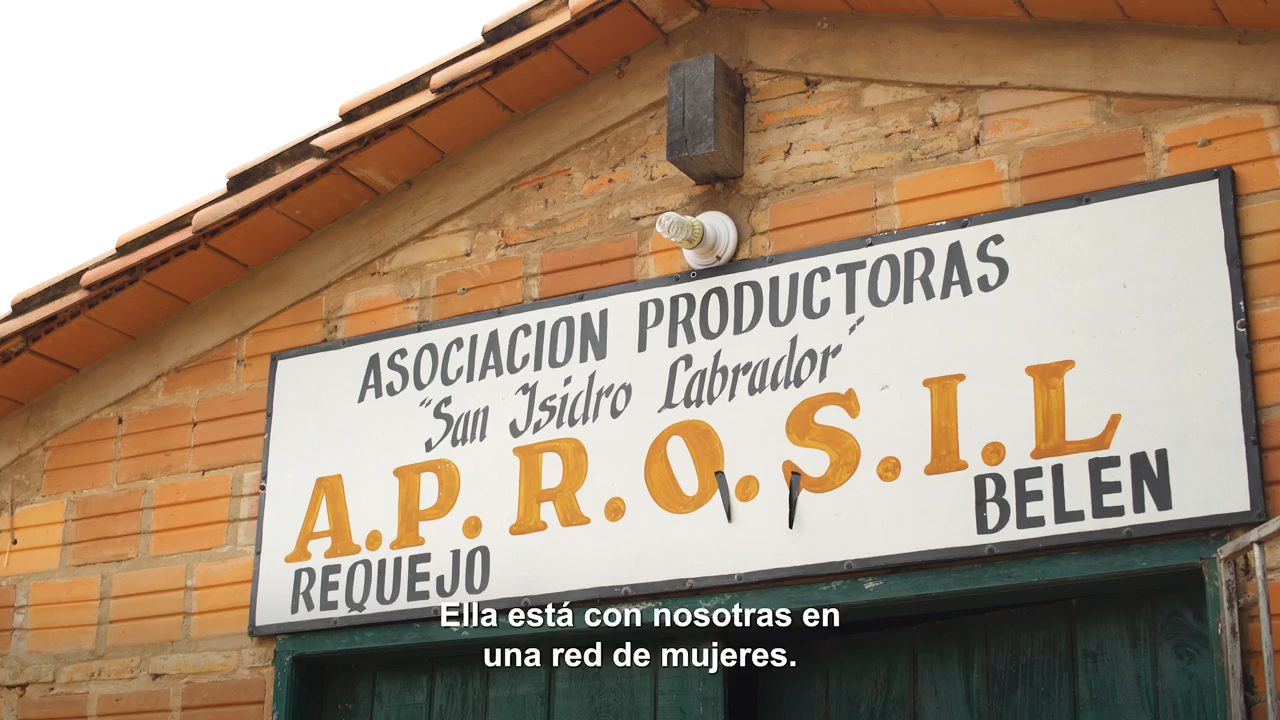 ASOCIACION PRODUCTORAS
"San Isidro Labrador"
A.P.R.O.S.I.L
REQUEJO
BELEN
Ella está con nosotras en
una red de mujeres.